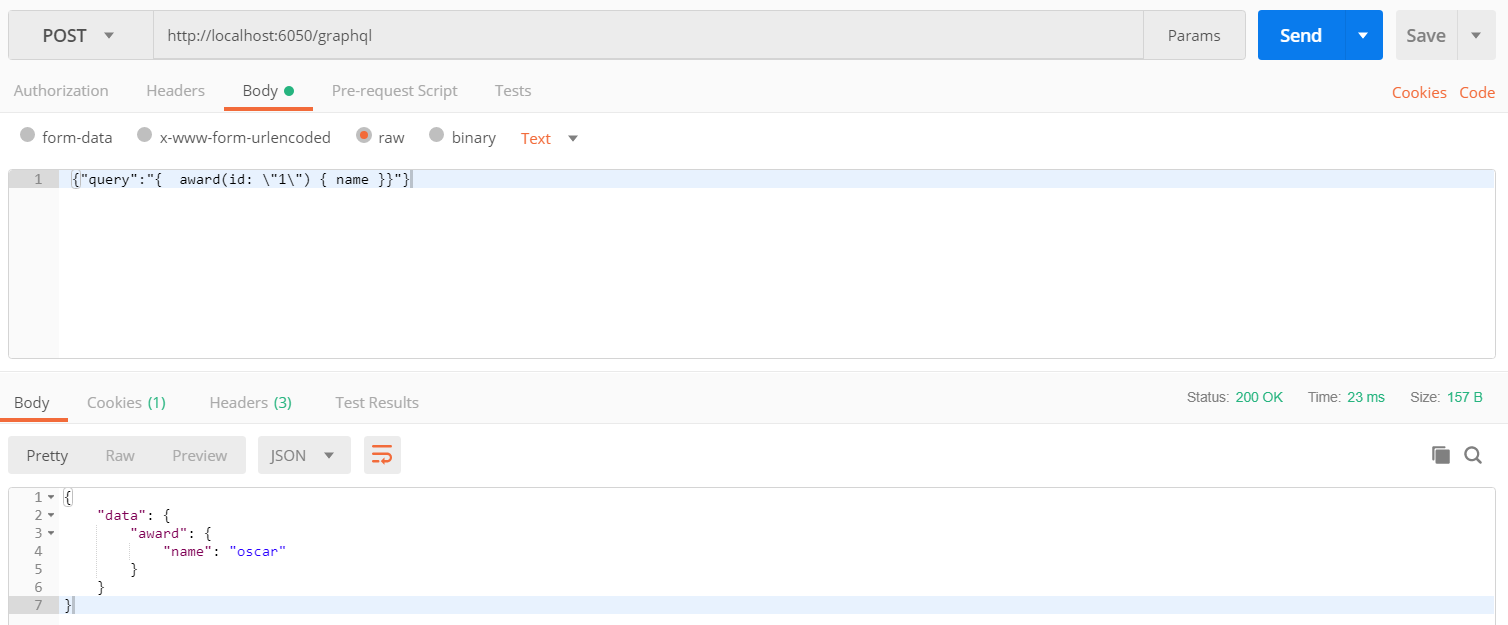 POST http://localhost:6050/graphql Params Send Save
Authorization Headers Body Pre-request Script Tests Cookies Code
form-data x-www-form-urlencoded raw binary Text
1 {"query":"{  award(id: \"1\") { name }}"}
Body Cookies (1) Headers (3) Test Results Status: 200 OK Time: 23 ms Size: 157 B
Pretty Raw Preview JSON
1 {
2 "data": {
3 "award": {
4 "name": "oscar"
5 }
6 }
7 }